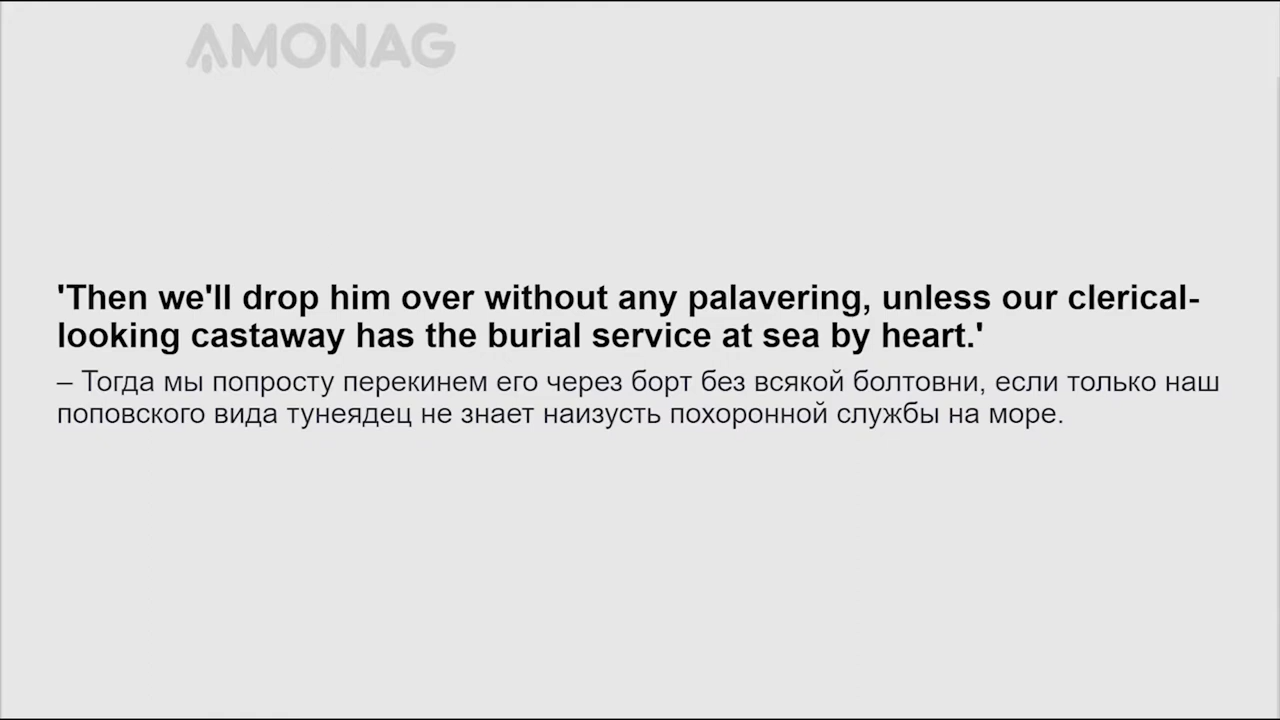 AMONAG
'Then we'll drop him over without any palavering, unless our clerical-
looking castaway has the burial service at sea by heart.'
– Тогда мы попросту перекинем его через борт без всякой болтовни, если только наш
поповского вида тунеядец не знает наизусть похоронной службы на море.